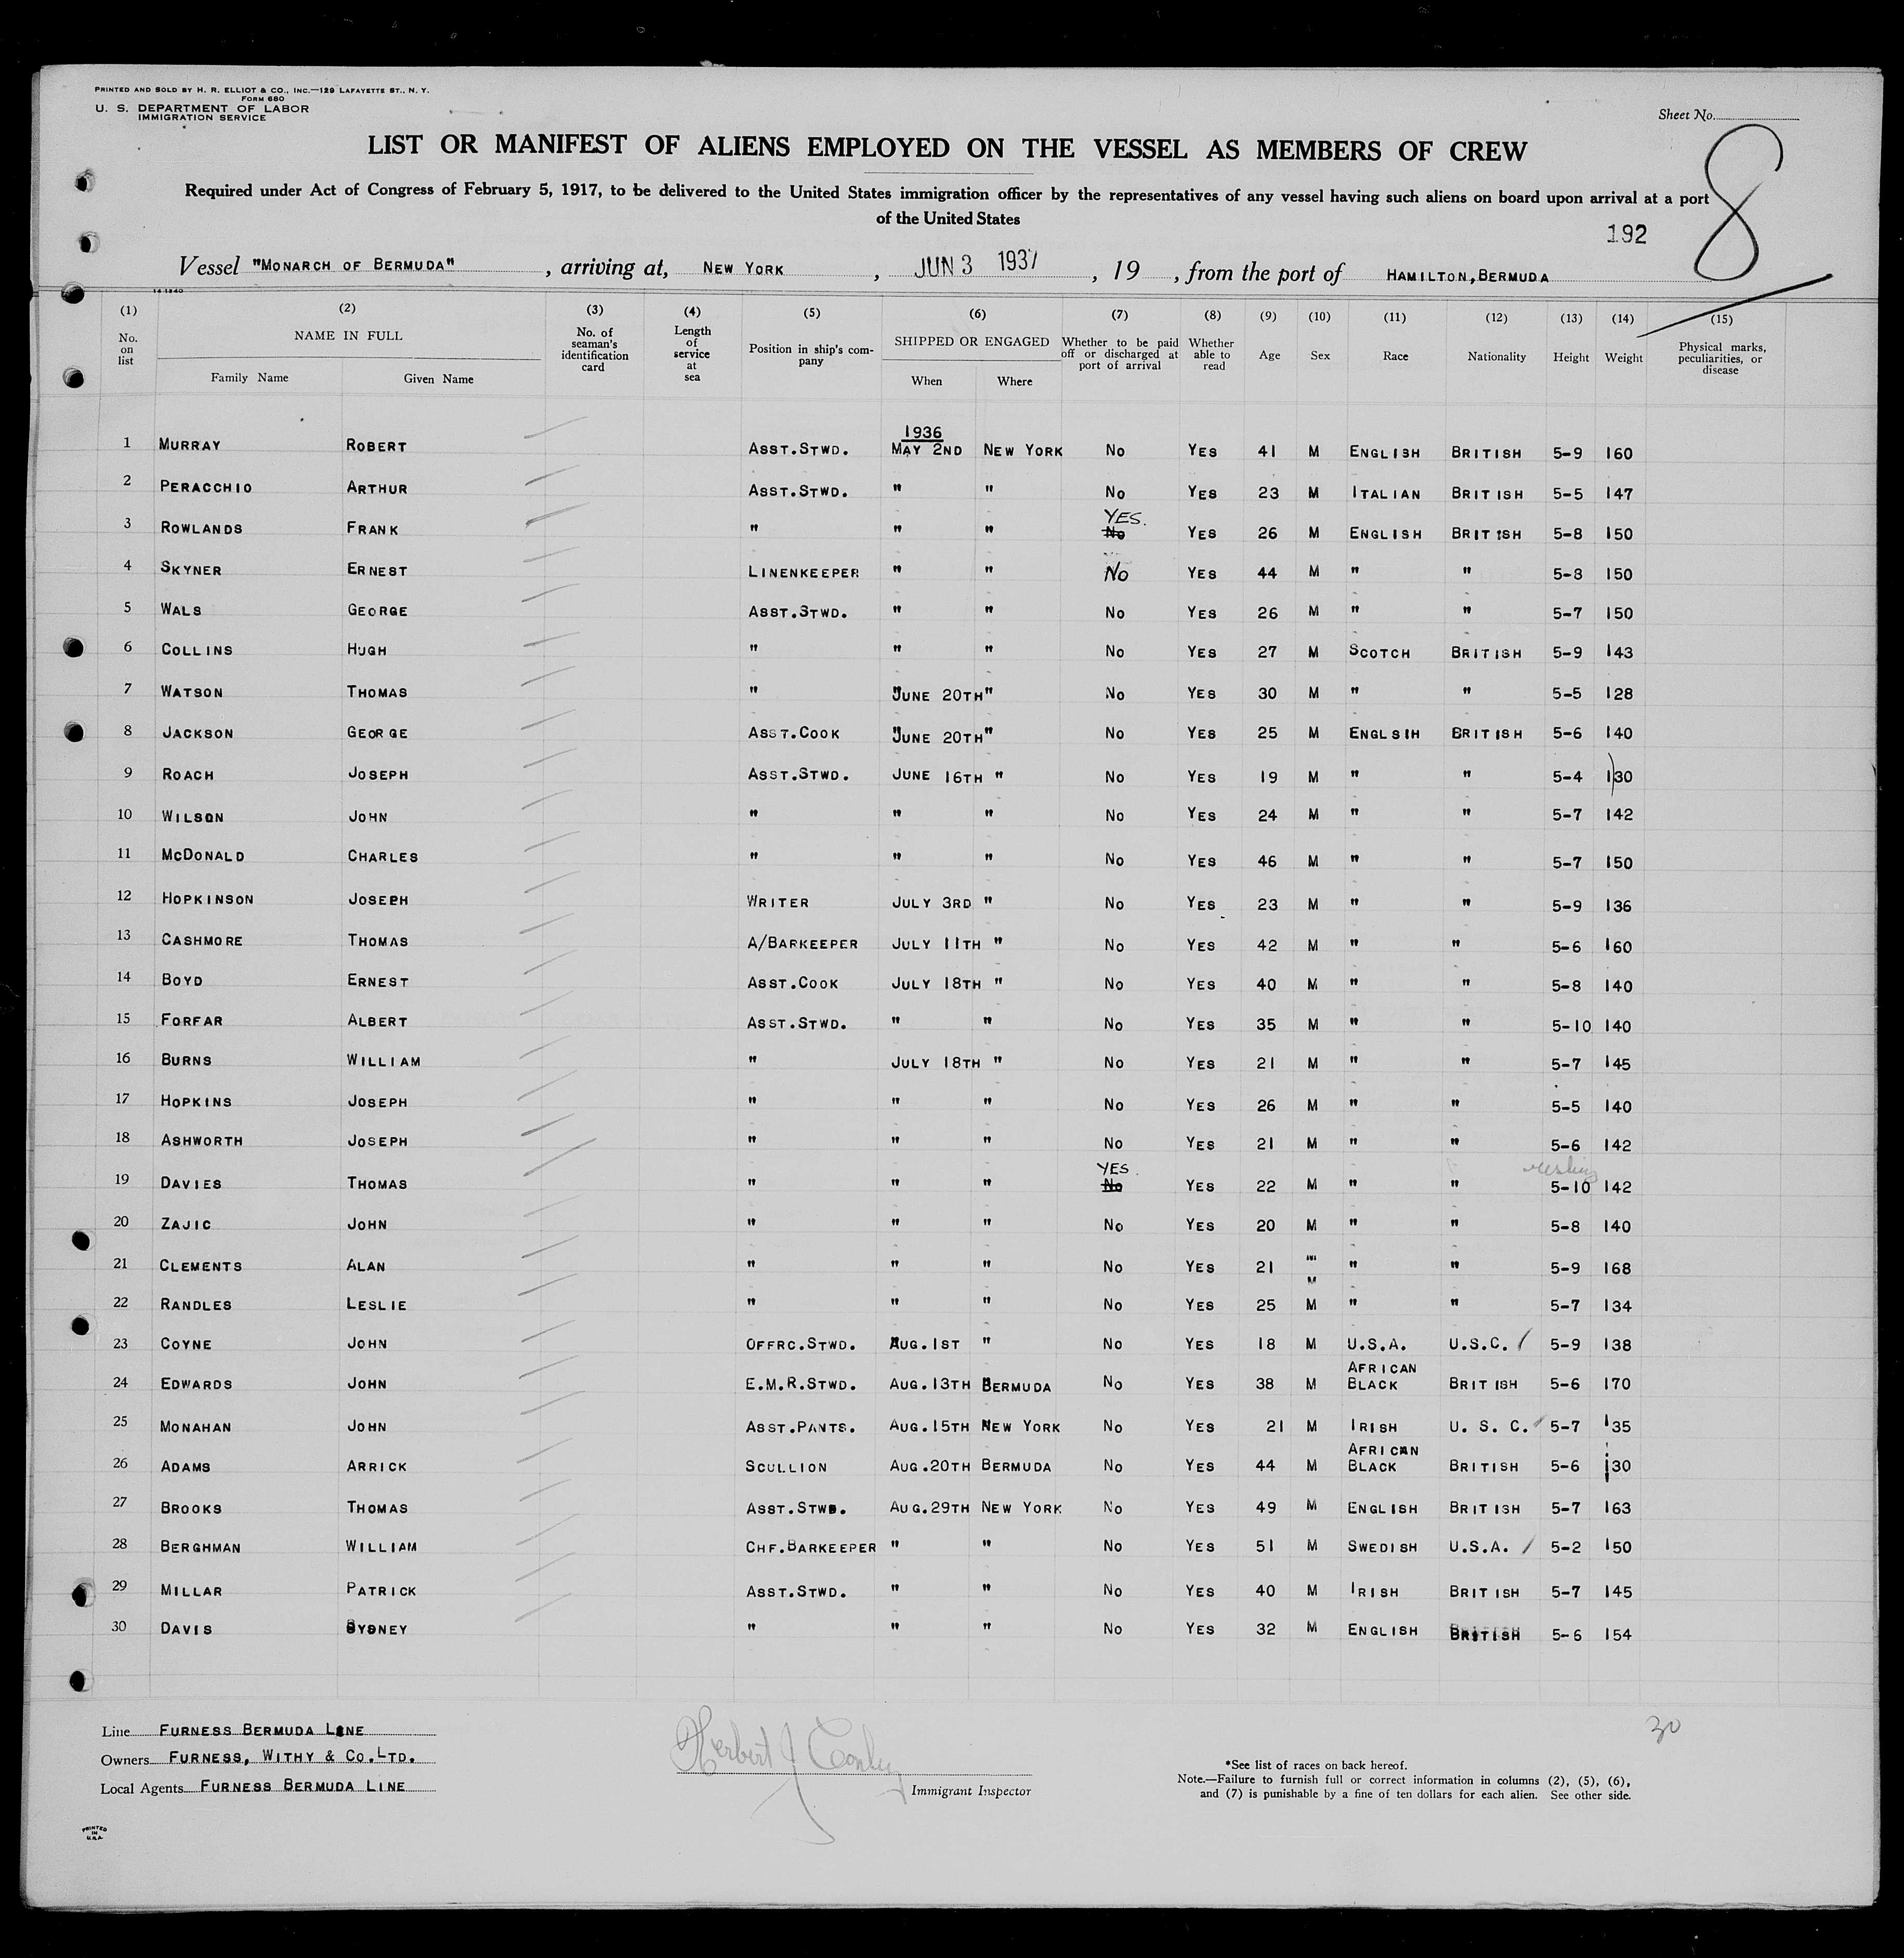 PRINTED AND SOLD BY H. R. ELLIOT & CO., INC.—129 LAFAYETTE ST., N. Y.
FORM 680
U. S. DEPARTMENT OF LABOR
IMMIGRATION SERVICE
Sheet No.
8
LIST OR MANIFEST OF ALIENS EMPLOYED ON THE VESSEL AS MEMBERS OF CREW
Required under Act of Congress of February 5, 1917, to be delivered to the United States immigration officer by the representatives of any vessel having such aliens on board upon arrival at a port
of the United States
192
Vessel "MONARCH OF BERMUDA", arriving at, NEW YORK, JUN 3 1937, 19 , from the port of HAMILTON, BERMUDA
14-1240
(1) (2) (3) (4) (5) (6) (7) (8) (9) (10) (11) (12) (13) (14) (15)
No. on list NAME IN FULL Family Name Given Name No. of seaman's identification card Length of service at sea Position in ship's company SHIPPED OR ENGAGED When Where Whether to be paid off or discharged at port of arrival Whether able to read Age Sex Race Nationality Height Weight Physical marks, peculiarities, or disease
1936
1 MURRAY ROBERT ASST.STWD. MAY 2ND NEW YORK NO YES 41 M ENGLISH BRITISH 5-9 160
2 PERACCHIO ARTHUR ASST.STWD. " " NO YES 23 M ITALIAN BRITISH 5-5 147
YES.
3 ROWLANDS FRANK " " " NO YES 26 M ENGLISH BRITISH 5-8 150
4 SKYNER ERNEST LINENKEEPER " " NO YES 44 M " " 5-8 150
5 WALS GEORGE ASST.STWD. " " NO YES 26 M " " 5-7 150
6 COLLINS HUGH " " " NO YES 27 M SCOTCH BRITISH 5-9 143
7 WATSON THOMAS " JUNE 20TH " NO YES 30 M " " 5-5 128
8 JACKSON GEORGE ASST.COOK JUNE 20TH " NO YES 25 M ENGLSIH BRITISH 5-6 140
9 ROACH JOSEPH ASST.STWD. JUNE 16TH " NO YES 19 M " " 5-4 130
10 WILSON JOHN " " " NO YES 24 M " " 5-7 142
11 MCDONALD CHARLES " " " NO YES 46 M " " 5-7 150
12 HOPKINSON JOSEPH WRITER JULY 3RD " NO YES 23 M " " 5-9 136
13 CASHMORE THOMAS A/BARKEEPER JULY 11TH " NO YES 42 M " " 5-6 160
14 BOYD ERNEST ASST.COOK JULY 18TH " NO YES 40 M " " 5-8 140
15 FORFAR ALBERT ASST.STWD. " " NO YES 35 M " " 5-10 140
16 BURNS WILLIAM " JULY 18TH " NO YES 21 M " " 5-7 145
17 HOPKINS JOSEPH " " " NO YES 26 M " " 5-5 140
18 ASHWORTH JOSEPH " " " NO YES 21 M " " 5-6 142
YES.
19 DAVIES THOMAS " " " NO YES 22 M " " 5-10 142
20 ZAJIC JOHN " " " NO YES 20 M " " 5-8 140
21 CLEMENTS ALAN " " " NO YES 21 M " " 5-9 168
22 RANDLES LESLIE " " " NO YES 25 M " " 5-7 134
23 COYNE JOHN OFFRC.STWD. AUG.1ST " NO YES 18 M U.S.A. U.S.C. 5-9 138
24 EDWARDS JOHN E.M.R.STWD. AUG.13TH BERMUDA NO YES 38 M AFRICAN BLACK BRITISH 5-6 170
25 MONAHAN JOHN ASST.PANTS. AUG.15TH NEW YORK NO YES 21 M IRISH U. S. C. 5-7 135
26 ADAMS ARRICK SCULLION AUG.20TH BERMUDA NO YES 44 M AFRICAN BLACK BRITISH 5-6 130
27 BROOKS THOMAS ASST.STWD. AUG.29TH NEW YORK NO YES 49 M ENGLISH BRITISH 5-7 163
28 BERGHMAN WILLIAM CHF.BARKEEPER " " NO YES 51 M SWEDISH U.S.A. 5-2 150
29 MILLAR PATRICK ASST.STWD. " " NO YES 40 M IRISH BRITISH 5-7 145
30 DAVIS SYDNEY " " " NO YES 32 M ENGLISH BRITISH 5-6 154
Line FURNESS BERMUDA LINE
Owners FURNESS, WITHY & CO.LTD.
Local Agents FURNESS BERMUDA LINE
Herbert J Conley
Immigrant Inspector
30
*See list of races on back hereof.
Note.—Failure to furnish full or correct information in columns (2), (5), (6),
and (7) is punishable by a fine of ten dollars for each alien. See other side.
PRINTED IN U.S.A.